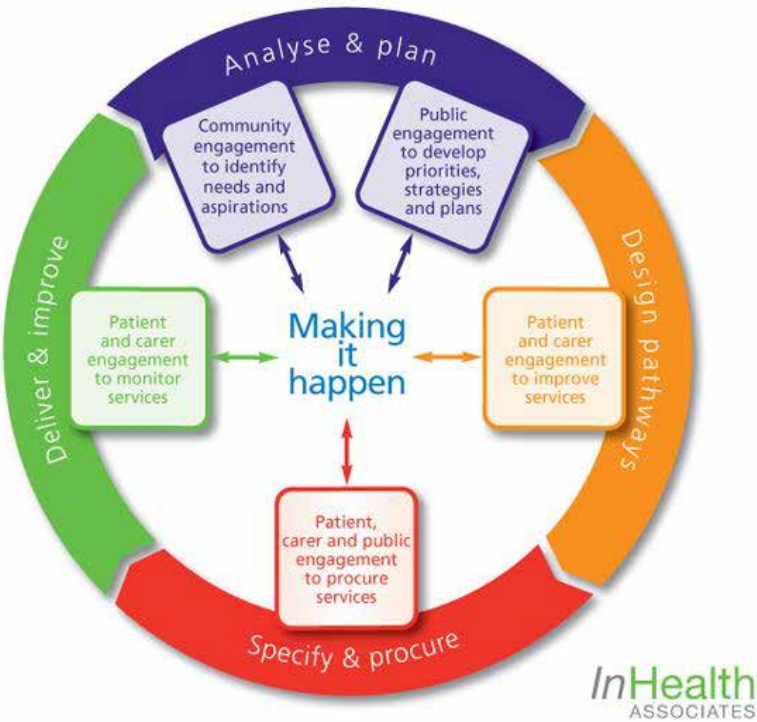 Analyse & plan
Community
engagement
to identify
needs and
aspirations
Public
engagement
to develop
priorities,
strategies
and plans
Design pathways
Patient
and carer
engagement
to improve
services
Specify & procure
Patient,
carer and public
engagement
to procure
services
Deliver & improve
Patient
and carer
engagement
to monitor
services
Making
it
happen
InHealth
ASSOCIATES